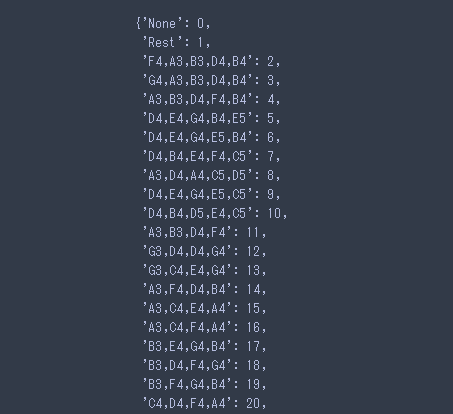 {'None': 0,
'Rest': 1,
'F4,A3,B3,D4,B4': 2,
'G4,A3,B3,D4,B4': 3,
'A3,B3,D4,F4,B4': 4,
'D4,E4,G4,B4,E5': 5,
'D4,E4,G4,E5,B4': 6,
'D4,B4,E4,F4,C5': 7,
'A3,D4,A4,C5,D5': 8,
'D4,E4,G4,E5,C5': 9,
'D4,B4,D5,E4,C5': 10,
'A3,B3,D4,F4': 11,
'G3,D4,D4,G4': 12,
'G3,C4,E4,G4': 13,
'A3,F4,D4,B4': 14,
'A3,C4,E4,A4': 15,
'A3,C4,F4,A4': 16,
'B3,E4,G4,B4': 17,
'B3,D4,F4,G4': 18,
'B3,F4,G4,B4': 19,
'C4,D4,F4,A4': 20,